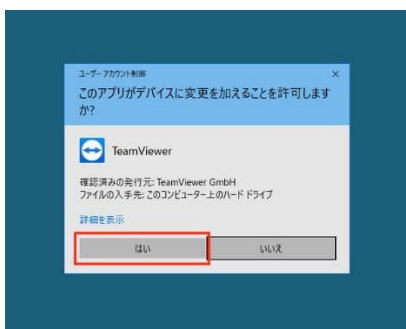 ユーザー アカウント制御
このアプリがデバイスに変更を加えることを許可します
か?
TeamViewer
確認済みの発行元: TeamViewer GmbH
ファイルの入手先: このコンピューター上のハード ドライブ
詳細を表示
はい
いいえ